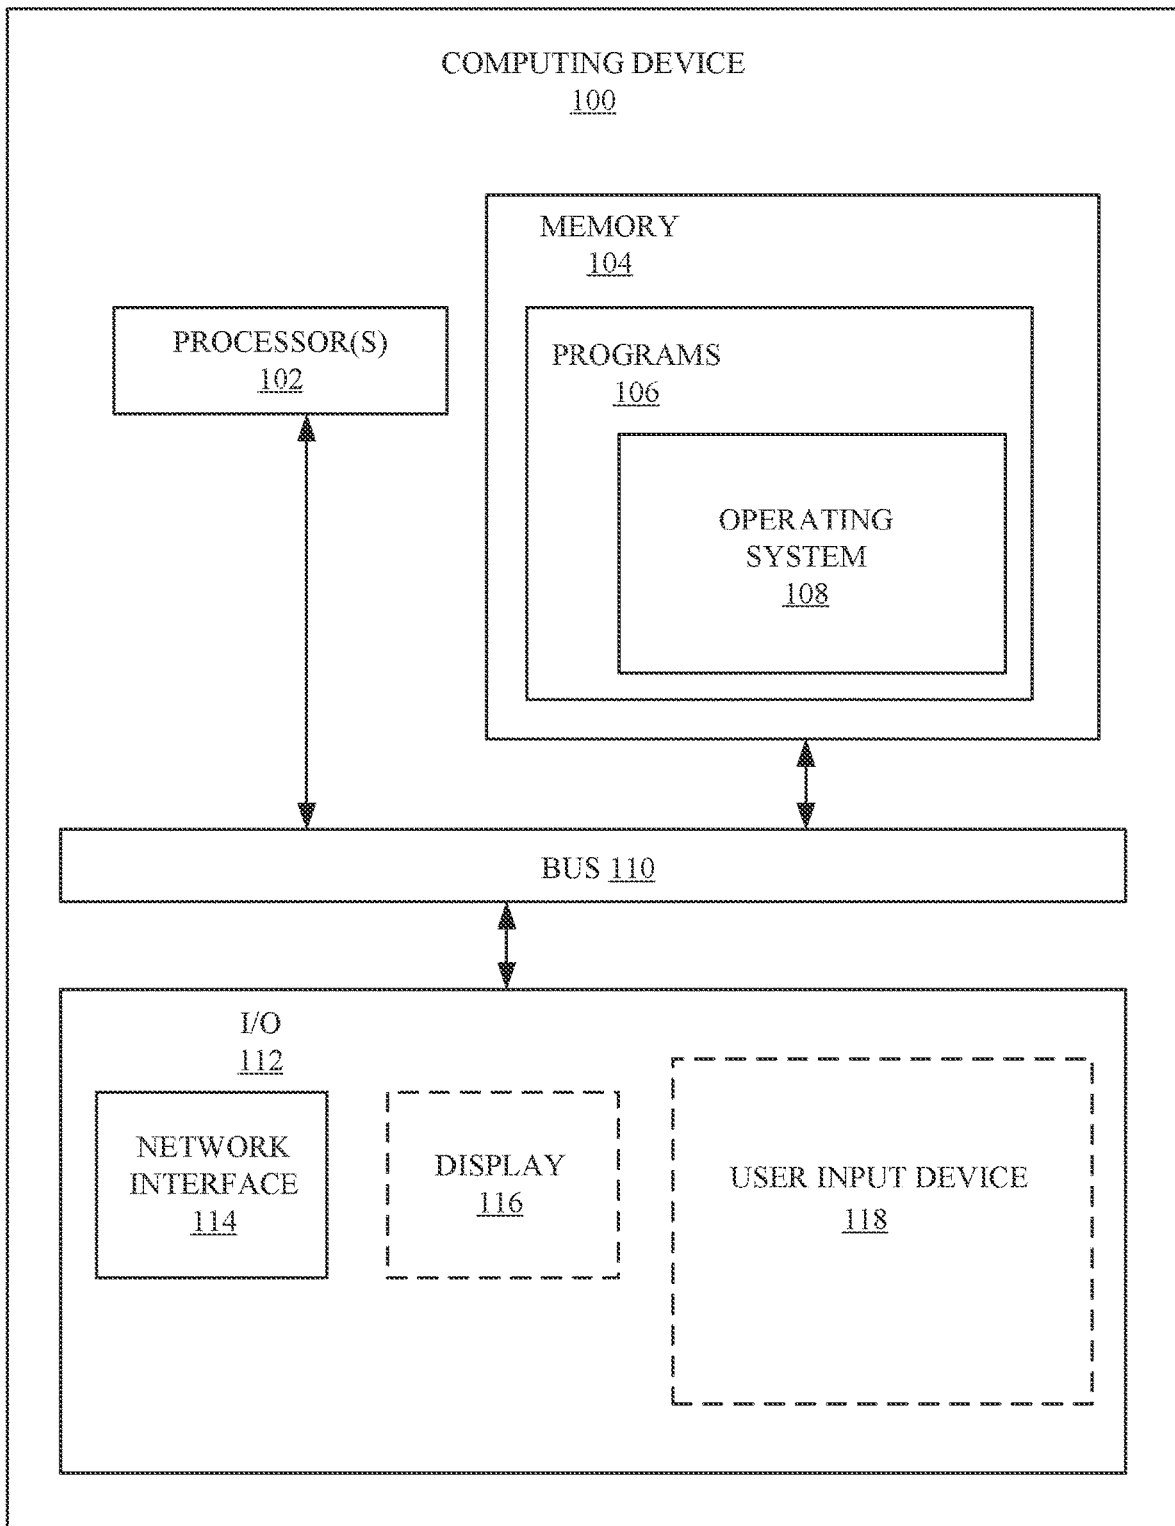 COMPUTING DEVICE
100
MEMORY
104
PROCESSOR(S)
102
PROGRAMS
106
OPERATING
SYSTEM
108
BUS 110
I/O
112
NETWORK
INTERFACE
114
DISPLAY
116
USER INPUT DEVICE
118